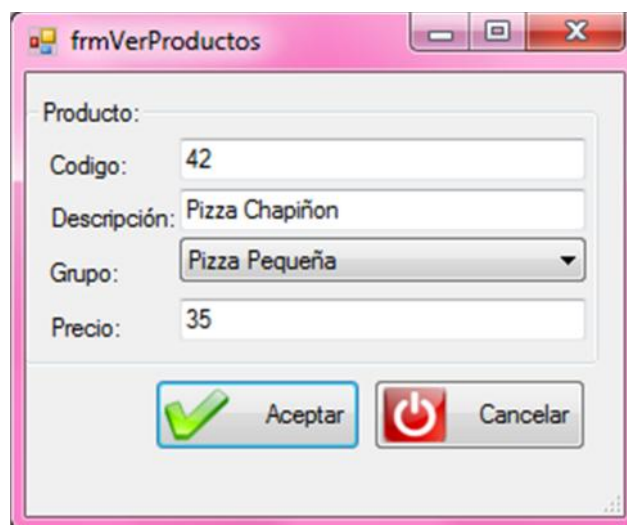 frmVerProductos
Producto:
Codigo: 42
Descripción: Pizza Chapiñon
Grupo: Pizza Pequeña
Precio: 35
Aceptar Cancelar